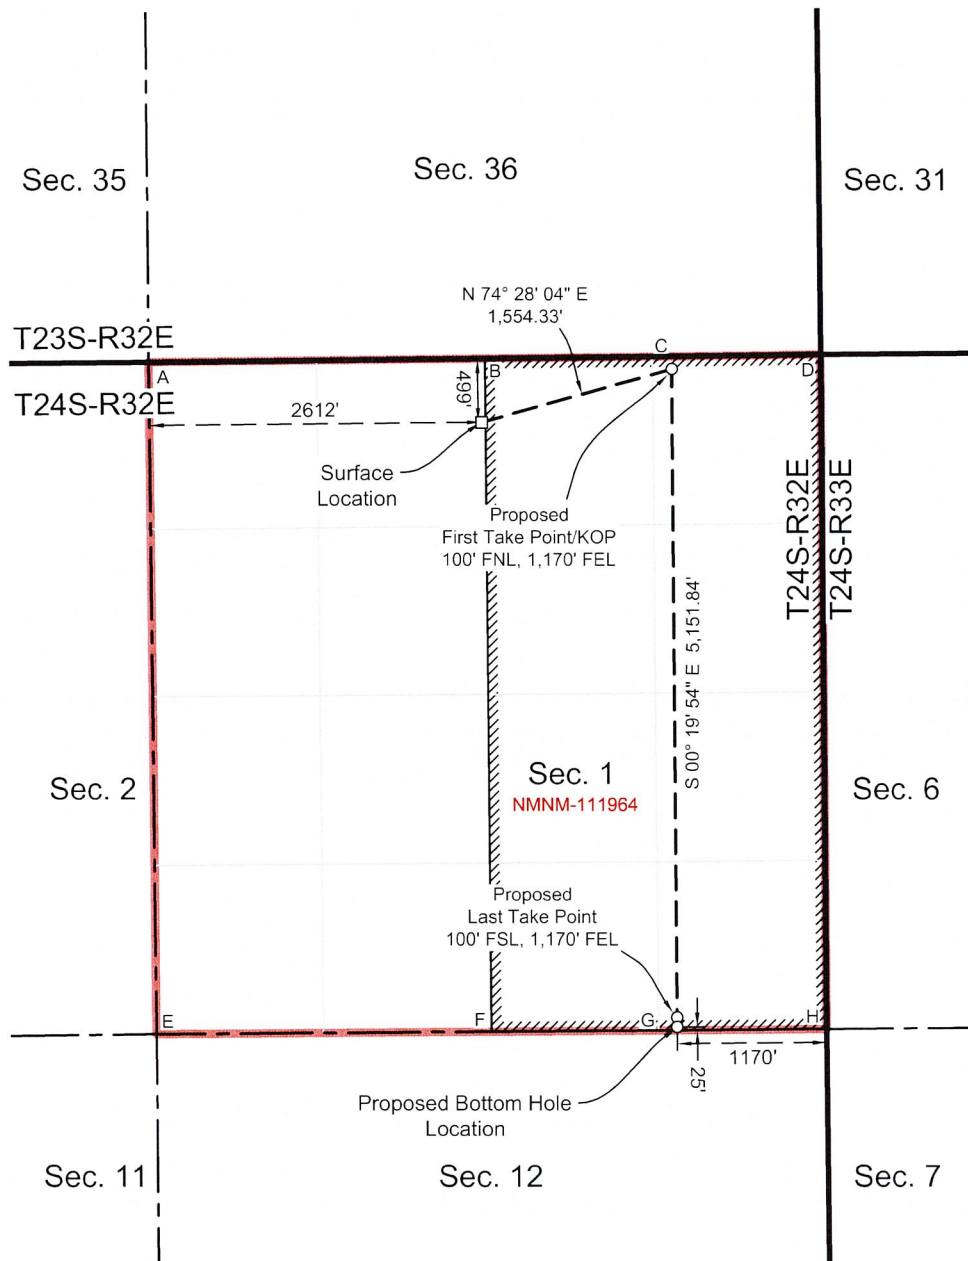 Sec. 35
Sec. 36
Sec. 31
N 74° 28' 04" E
1,554.33'
T23S-R32E
T24S-R32E
A
B
C
D
499'
2612'
Surface
Location
Proposed
First Take Point/KOP
100' FNL, 1,170' FEL
T24S-R32E
T24S-R33E
S 00° 19' 54" E 5,151.84'
Sec. 2
Sec. 1
NMNM-111964
Sec. 6
Proposed
Last Take Point
100' FSL, 1,170' FEL
E
F
G
H
1170'
25'
Proposed Bottom Hole
Location
Sec. 11
Sec. 12
Sec. 7